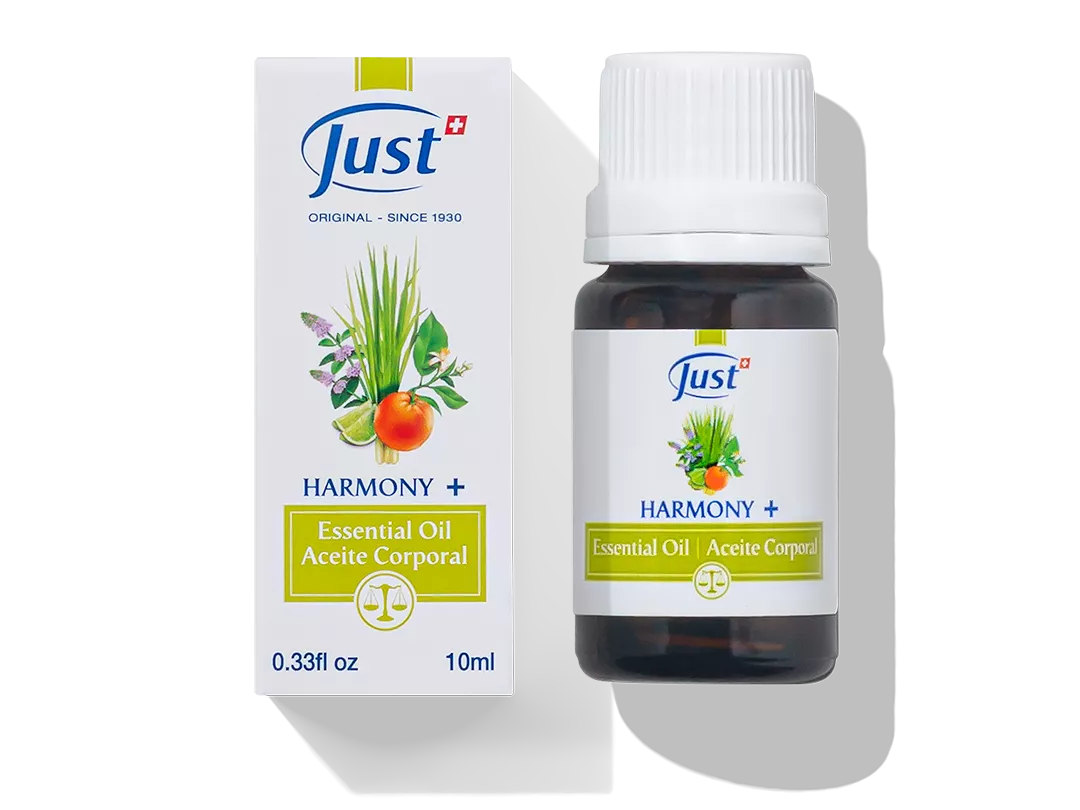 Just
ORIGINAL - SINCE 1930
HARMONY +
Essential Oil
Aceite Corporal
0.33fl oz 10ml
Just
HARMONY +
Essential Oil | Aceite Corporal